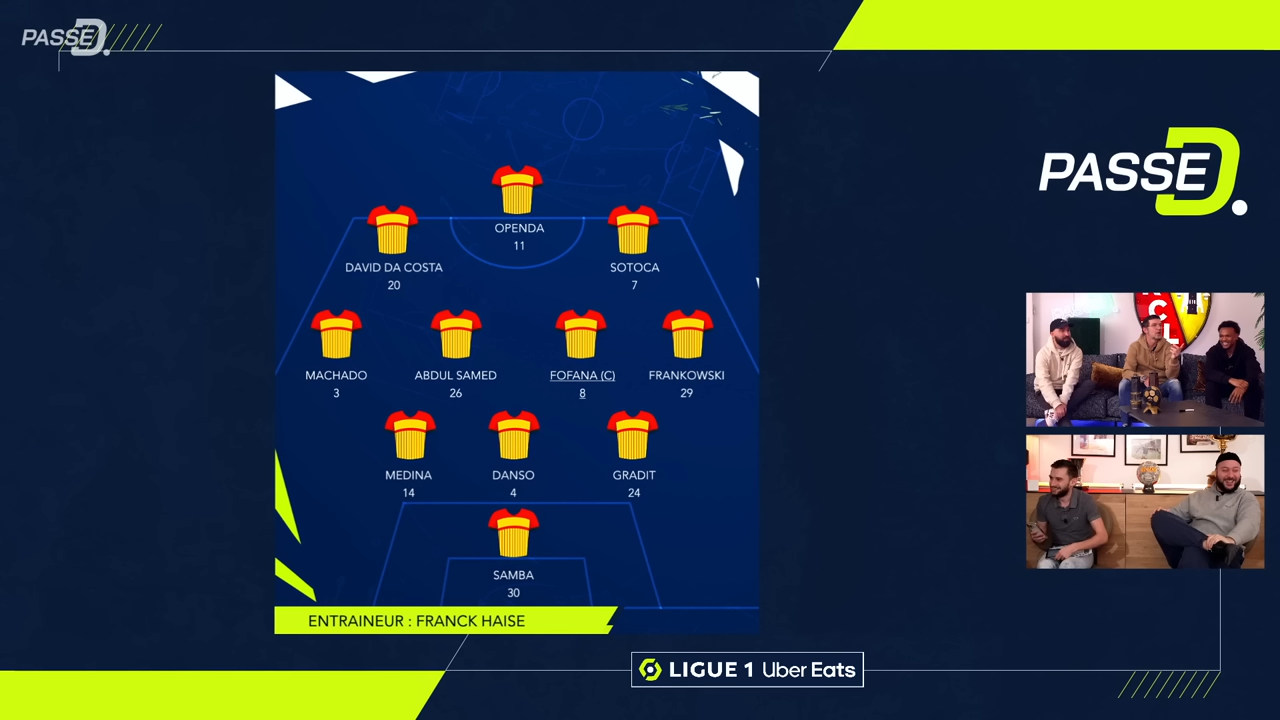 PASSE D.
PASSE D.
OPENDA
11
DAVID DA COSTA
20
SOTOCA
7
MACHADO
3
ABDUL SAMED
26
FOFANA (C)
8
FRANKOWSKI
29
MEDINA
14
DANSO
4
GRADIT
24
SAMBA
30
ENTRAINEUR : FRANCK HAISE
LIGUE 1 Uber Eats
C
L